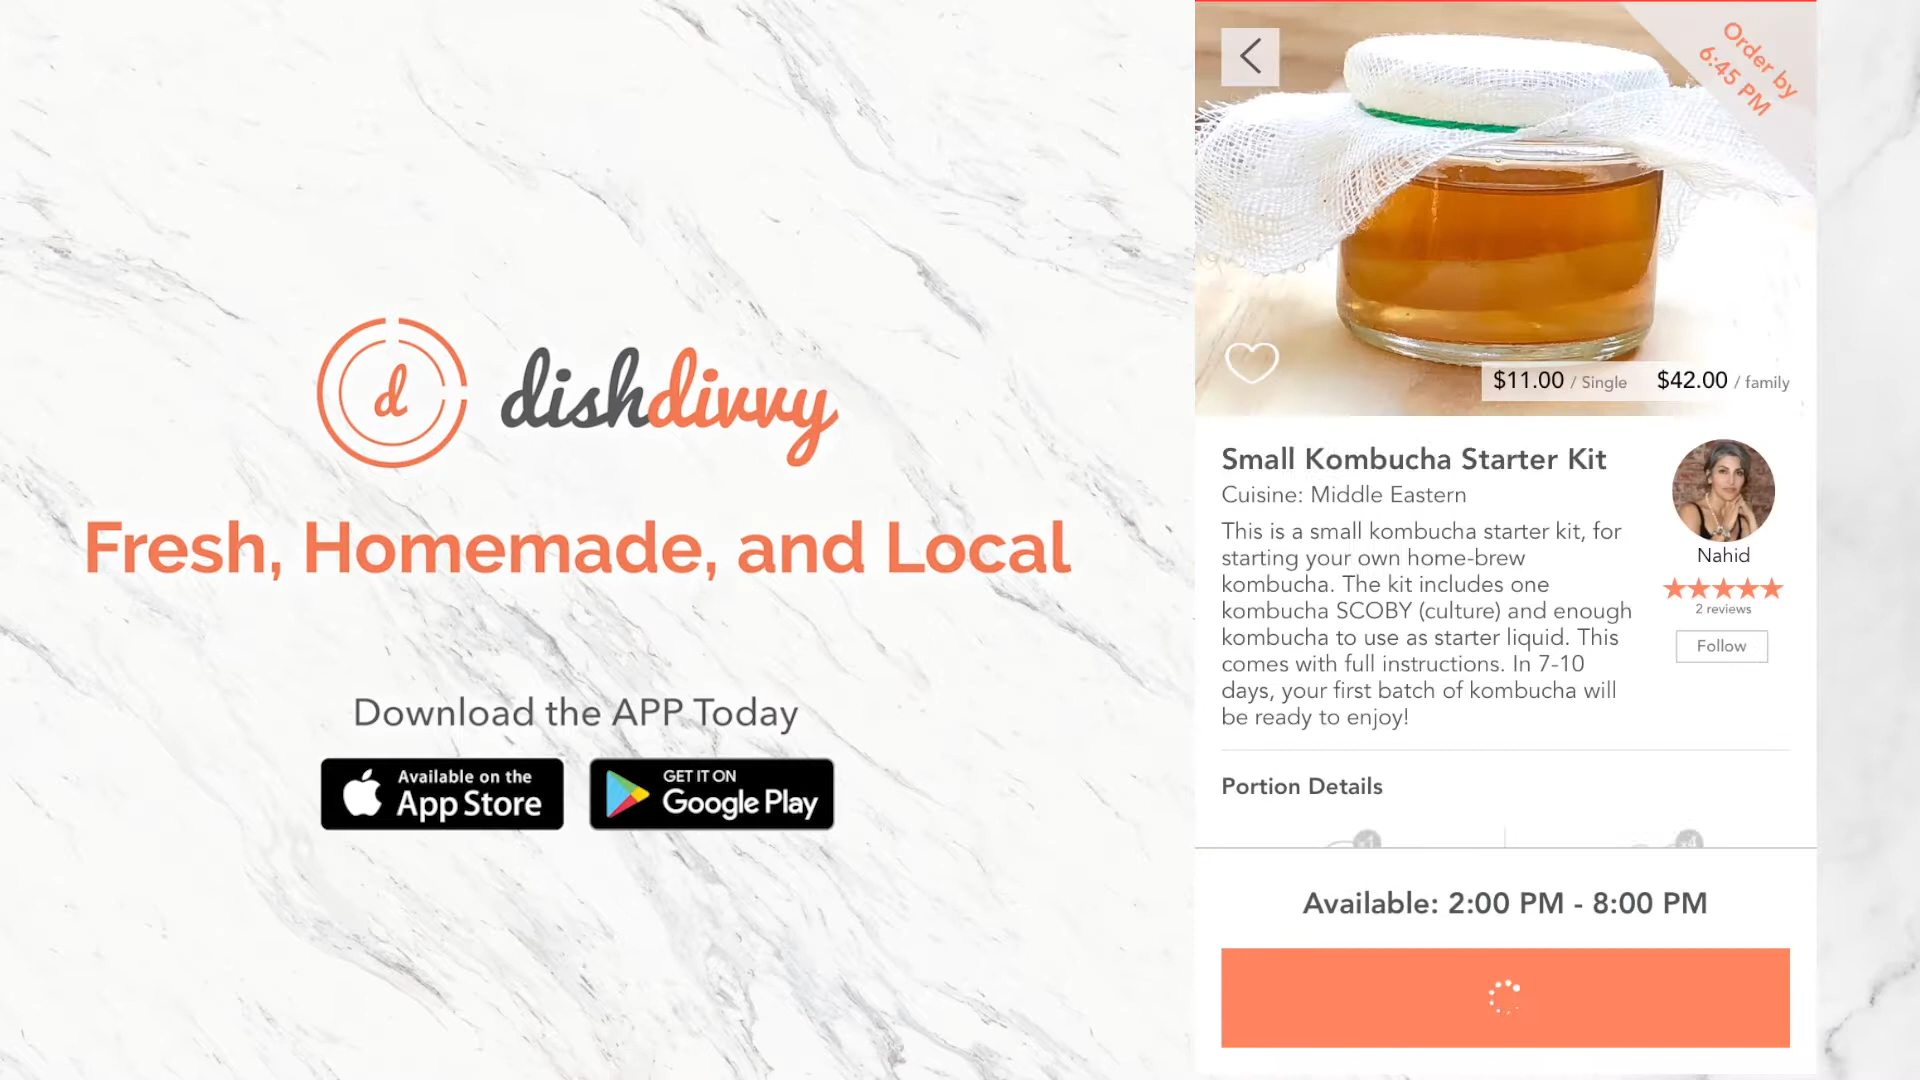 d
dishdivvy
Fresh, Homemade, and Local
Download the APP Today
Available on the
App Store
GET IT ON
Google Play
Order by
6:45 PM
$11.00 / Single $42.00 / family
Small Kombucha Starter Kit
Cuisine: Middle Eastern
This is a small kombucha starter kit, for
starting your own home-brew
kombucha. The kit includes one
kombucha SCOBY (culture) and enough
kombucha to use as starter liquid. This
comes with full instructions. In 7-10
days, your first batch of kombucha will
be ready to enjoy!
Nahid
2 reviews
Follow
Portion Details
x1 x4
Available: 2:00 PM - 8:00 PM